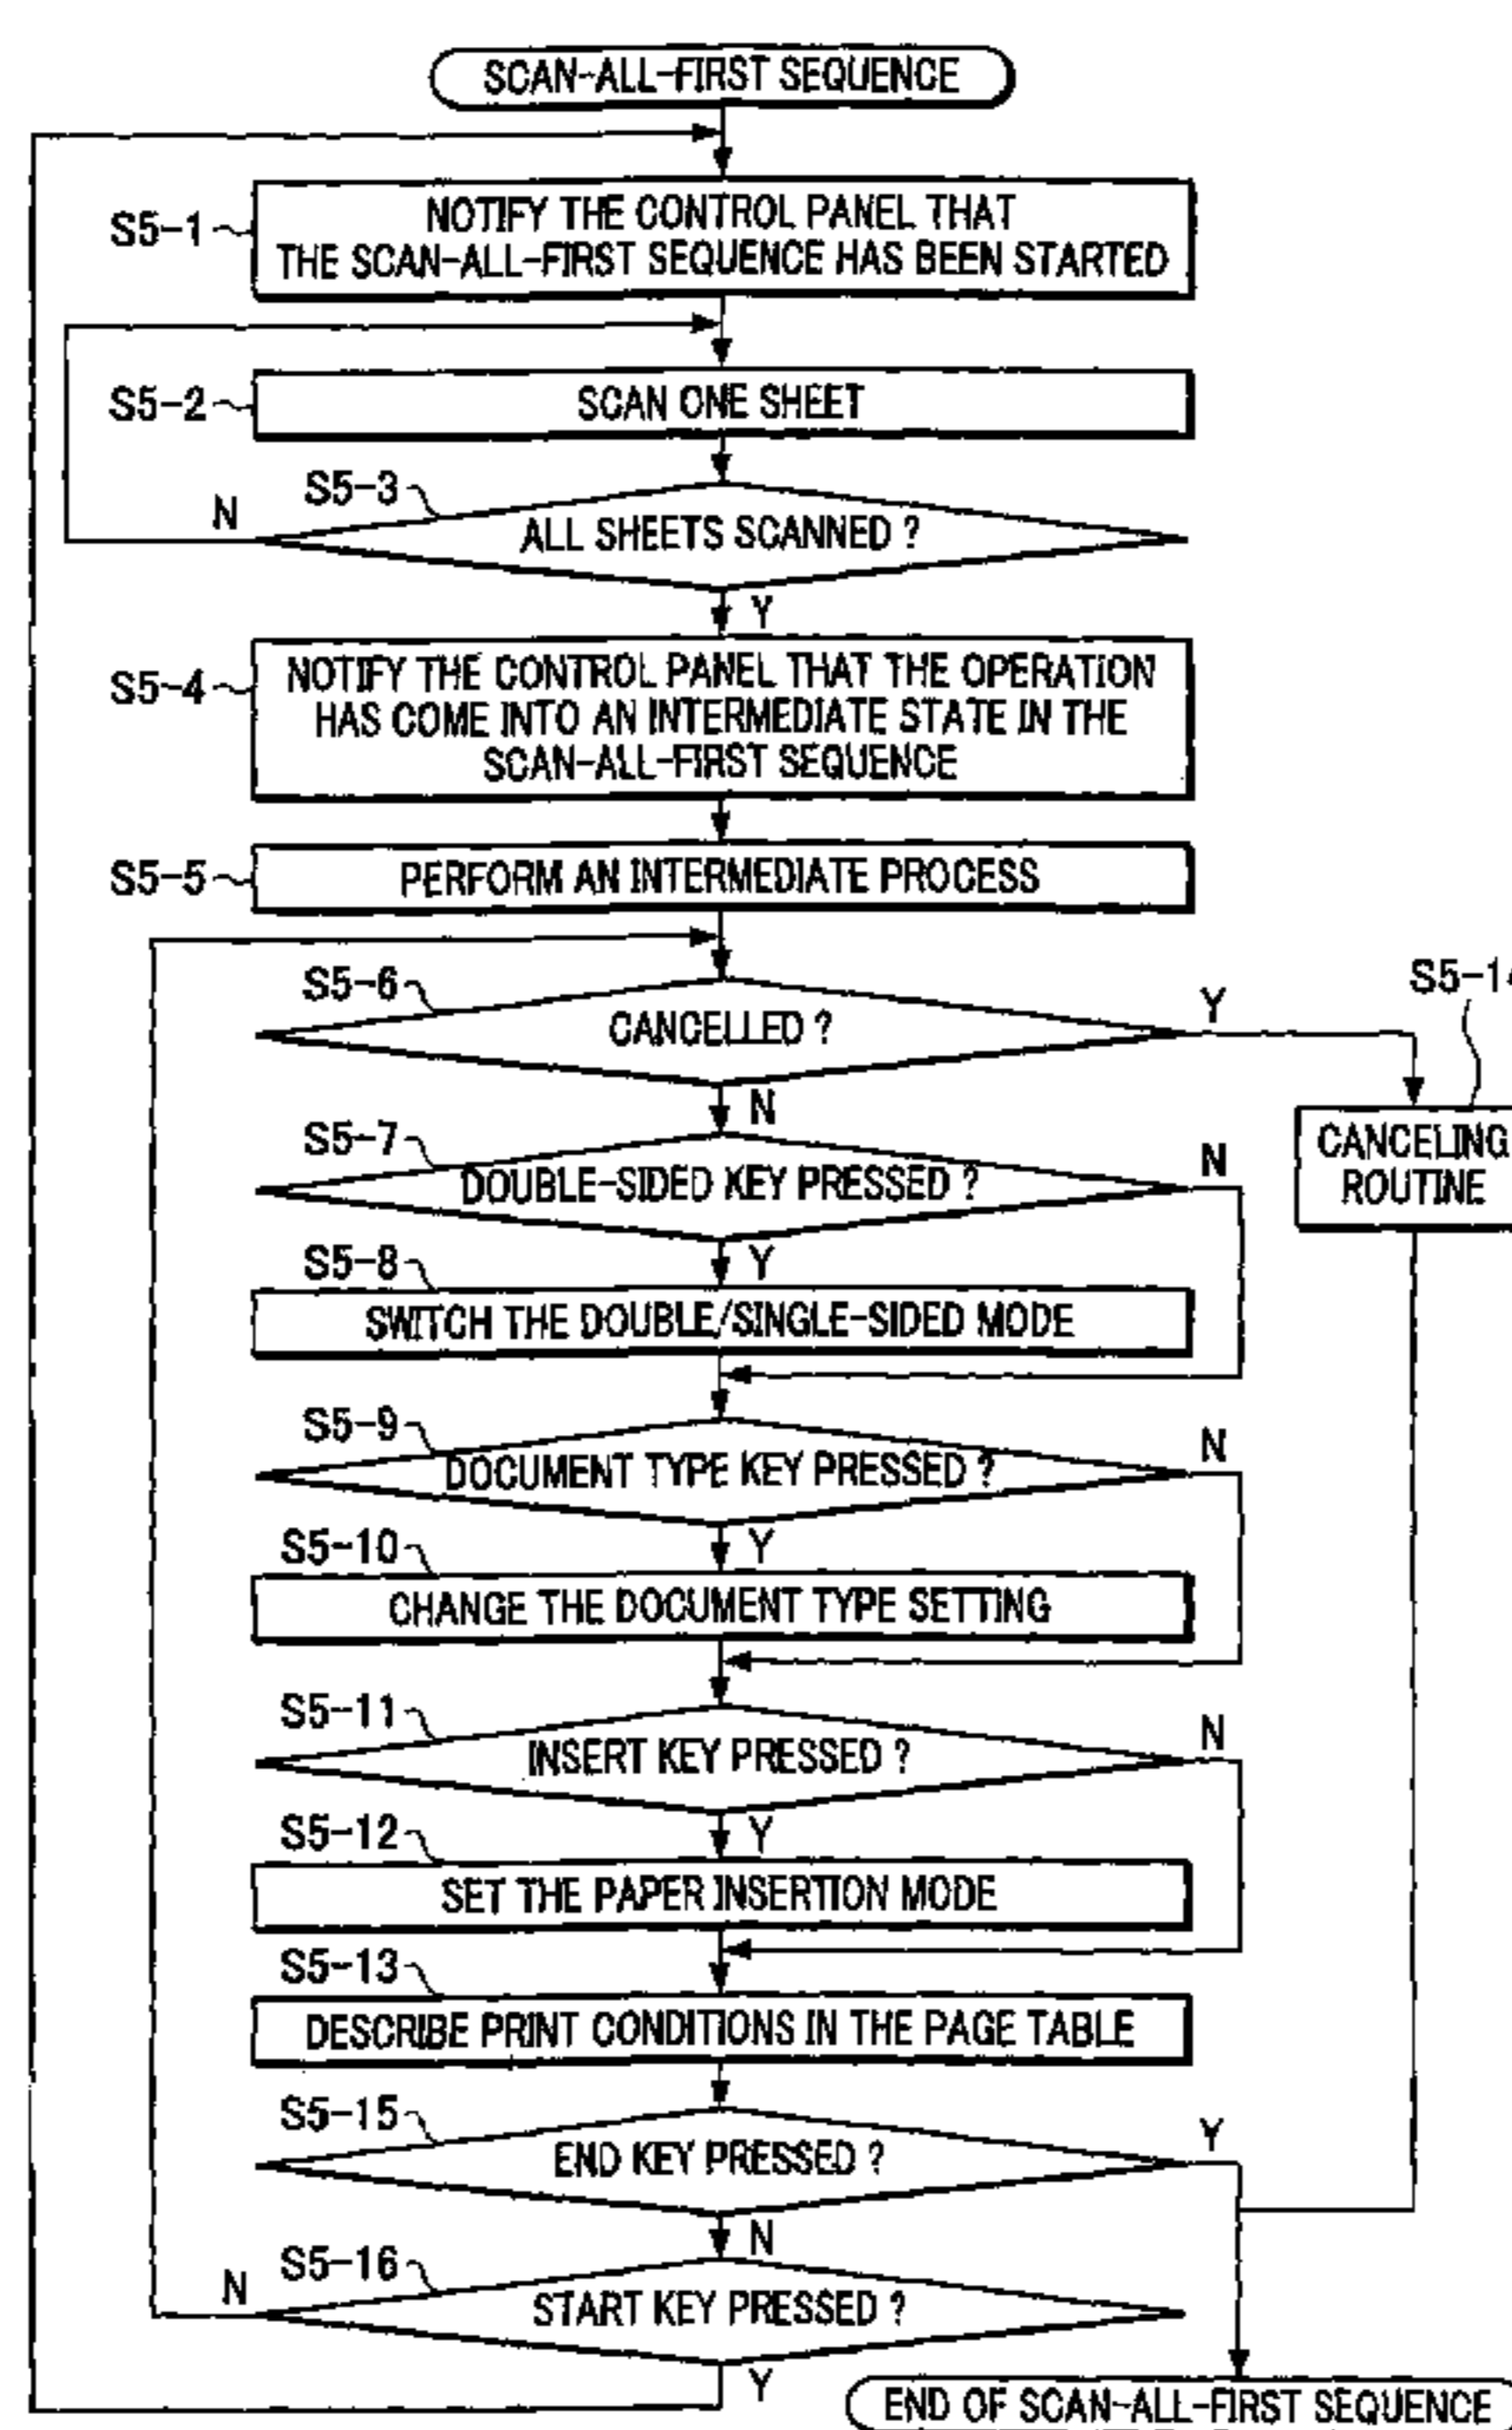 SCAN-ALL-FIRST SEQUENCE
S5-1
NOTIFY THE CONTROL PANEL THAT
THE SCAN-ALL-FIRST SEQUENCE HAS BEEN STARTED
S5-2
SCAN ONE SHEET
S5-3
N
ALL SHEETS SCANNED ?
Y
S5-4
NOTIFY THE CONTROL PANEL THAT THE OPERATION
HAS COME INTO AN INTERMEDIATE STATE IN THE
SCAN-ALL-FIRST SEQUENCE
S5-5
PERFORM AN INTERMEDIATE PROCESS
S5-6
CANCELLED ?
Y
S5-14
N
CANCELING
ROUTINE
S5-7
DOUBLE-SIDED KEY PRESSED ?
N
Y
S5-8
SWITCH THE DOUBLE/SINGLE-SIDED MODE
S5-9
DOCUMENT TYPE KEY PRESSED ?
N
Y
S5-10
CHANGE THE DOCUMENT TYPE SETTING
S5-11
INSERT KEY PRESSED ?
N
Y
S5-12
SET THE PAPER INSERTION MODE
S5-13
DESCRIBE PRINT CONDITIONS IN THE PAGE TABLE
S5-15
END KEY PRESSED ?
Y
N
S5-16
N
START KEY PRESSED ?
Y
END OF SCAN-ALL-FIRST SEQUENCE